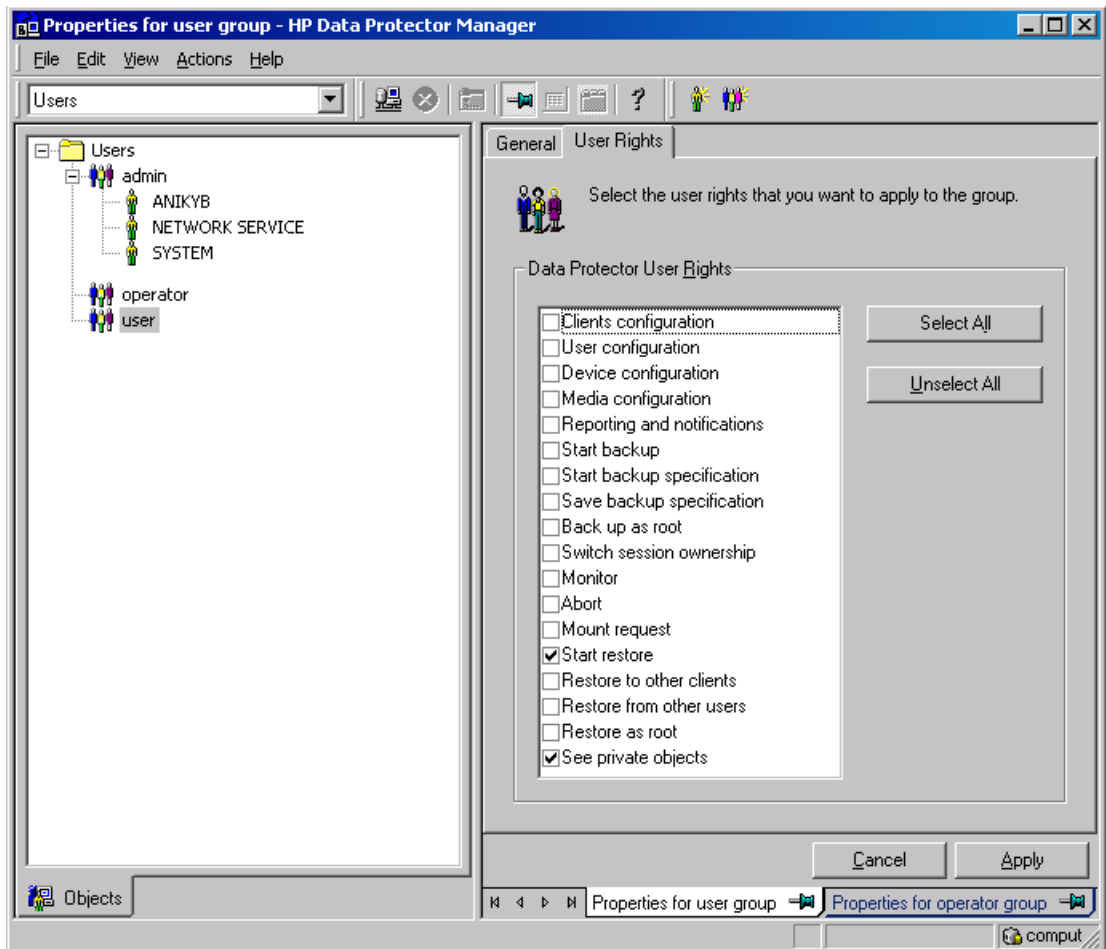 Properties for user group - HP Data Protector Manager
File Edit View Actions Help
Users
Users
admin
ANIKYB
NETWORK SERVICE
SYSTEM
operator
user
Objects
General User Rights
Select the user rights that you want to apply to the group.
Data Protector User Rights
Clients configuration
User configuration
Device configuration
Media configuration
Reporting and notifications
Start backup
Start backup specification
Save backup specification
Back up as root
Switch session ownership
Monitor
Abort
Mount request
Start restore
Restore to other clients
Restore from other users
Restore as root
See private objects
Select All
Unselect All
Cancel Apply
Properties for user group Properties for operator group
comput